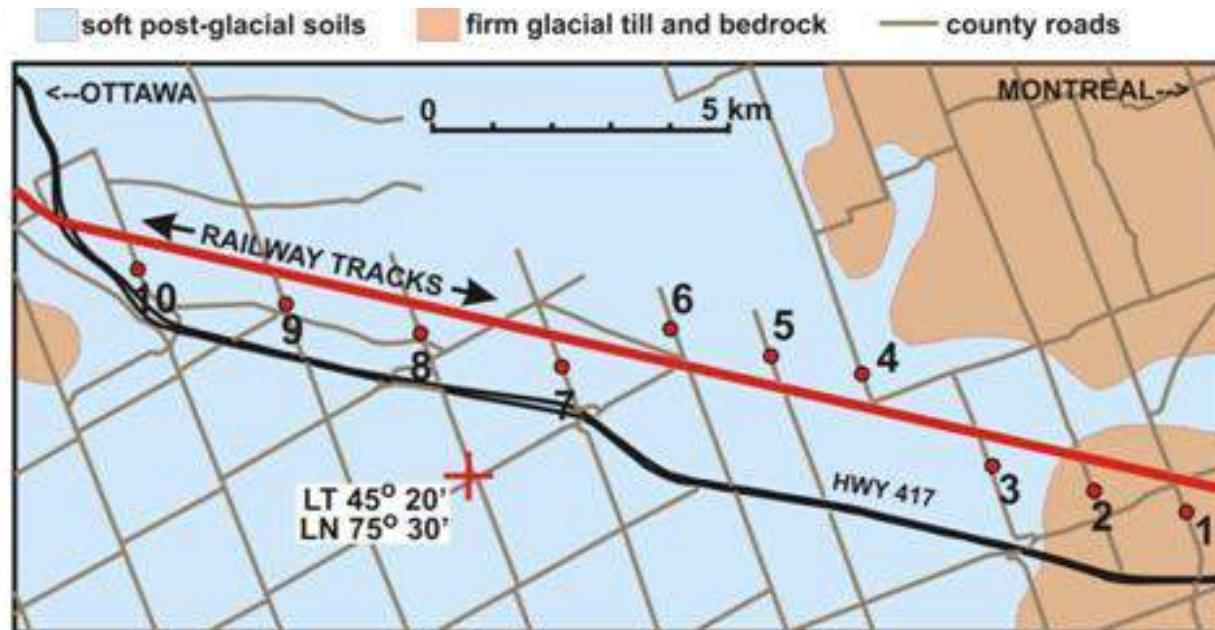 soft post-glacial soils firm glacial till and bedrock county roads
<--OTTAWA
MONTREAL-->
0 5 km
RAILWAY TRACKS
10
9
8
7
6
5
4
3
2
1
HWY 417
LT 45° 20'
LN 75° 30'